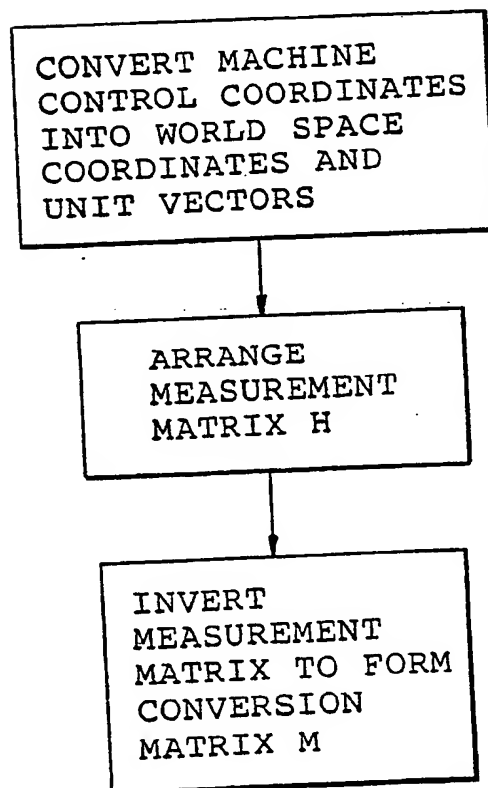 CONVERT MACHINE
CONTROL COORDINATES
INTO WORLD SPACE
COORDINATES AND
UNIT VECTORS
ARRANGE
MEASUREMENT
MATRIX H
INVERT
MEASUREMENT
MATRIX TO FORM
CONVERSION
MATRIX M